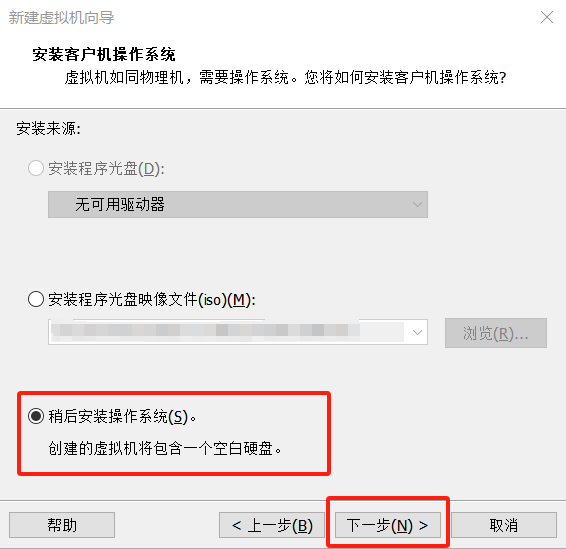 新建虚拟机向导
安装客户机操作系统
虚拟机如同物理机，需要操作系统。您将如何安装客户机操作系统?
安装来源:
安装程序光盘(D):
无可用驱动器
安装程序光盘映像文件(iso)(M):
浏览(R)...
稍后安装操作系统(S)。
创建的虚拟机将包含一个空白硬盘。
帮助
< 上一步(B)
下一步(N) >
取消